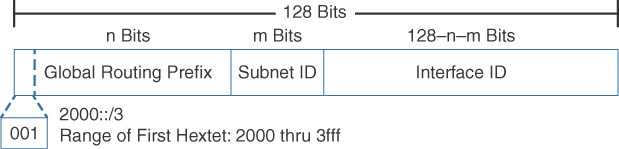 128 Bits
n Bits m Bits 128–n–m Bits
Global Routing Prefix Subnet ID Interface ID
2000::/3
001 Range of First Hextet: 2000 thru 3fff